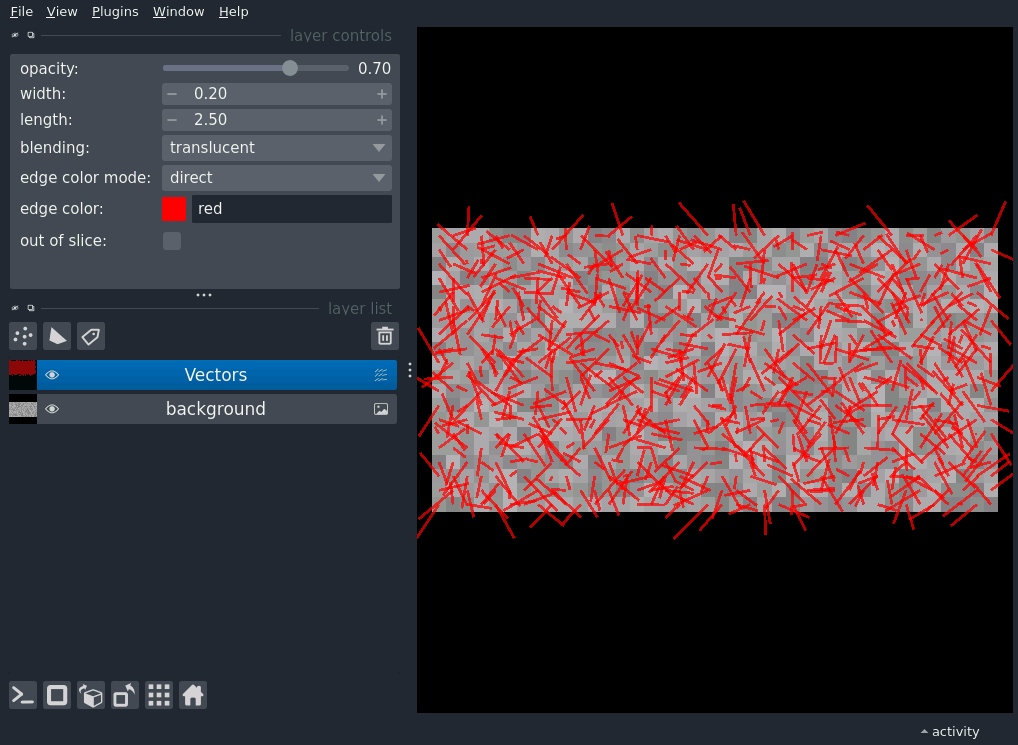 File View Plugins Window Help
layer controls
opacity: 0.70
width: − 0.20 +
length: − 2.50 +
blending: translucent
edge color mode: direct
edge color: red
out of slice:
layer list
Vectors
background
activity